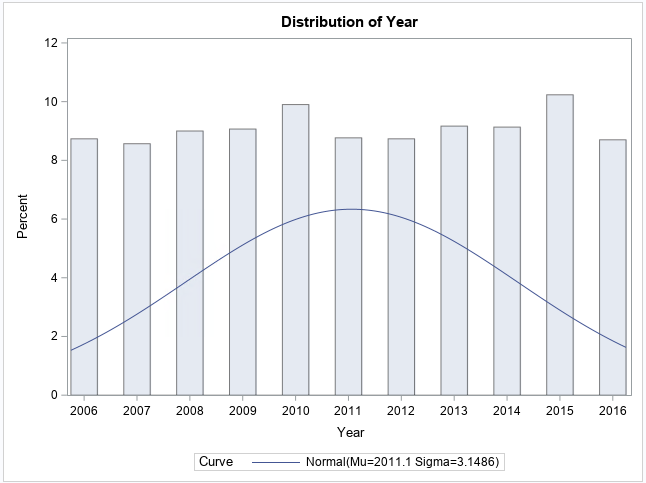 Distribution of Year
12
10
8
6
4
2
0
Percent
2006 2007 2008 2009 2010 2011 2012 2013 2014 2015 2016
Year
Curve Normal(Mu=2011.1 Sigma=3.1486)